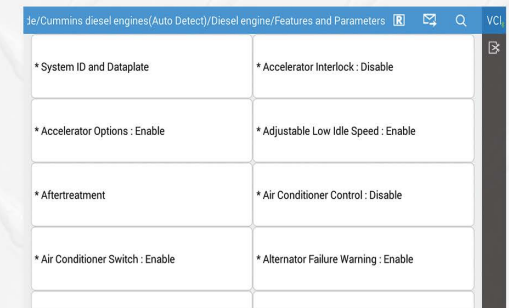 de/Cummins diesel engines(Auto Detect)/Diesel engine/Features and Parameters R VCI
* System ID and Dataplate
* Accelerator Interlock : Disable
* Accelerator Options : Enable
* Adjustable Low Idle Speed : Enable
* Aftertreatment
* Air Conditioner Control : Disable
* Air Conditioner Switch : Enable
* Alternator Failure Warning : Enable